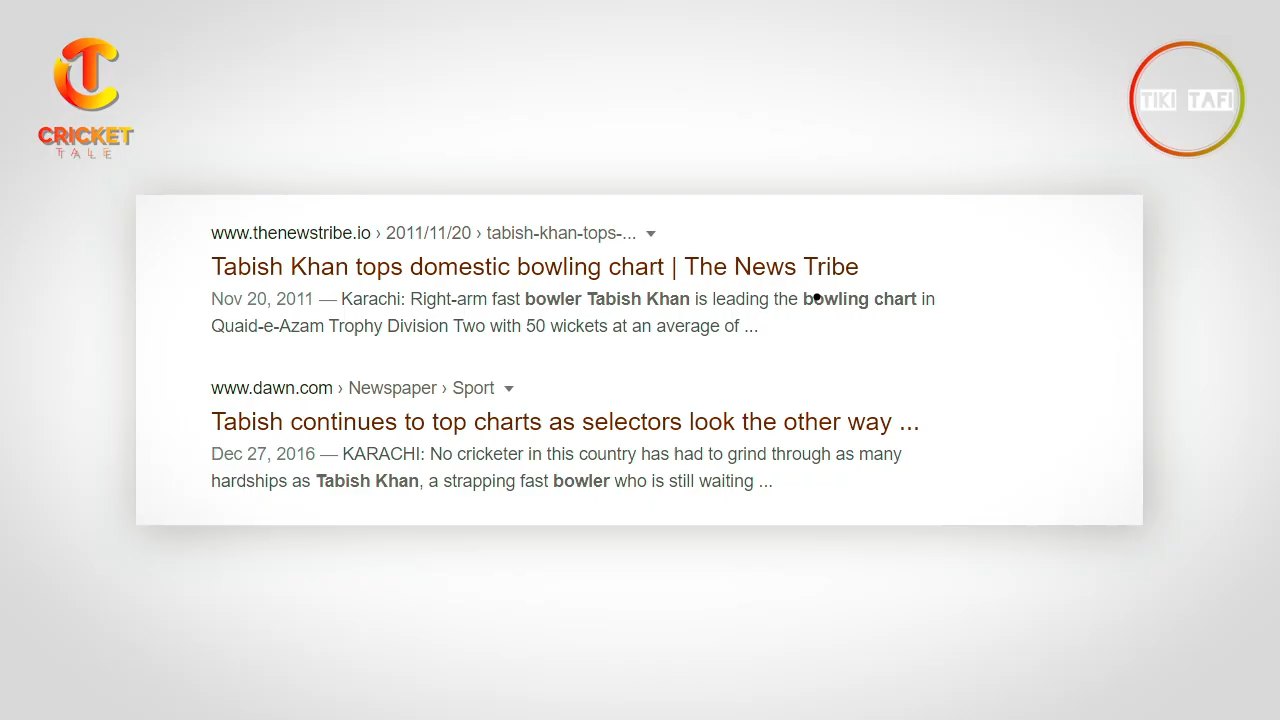 CRICKET
TALE
TIKI TAFI
www.thenewstribe.io › 2011/11/20 › tabish-khan-tops-...
Tabish Khan tops domestic bowling chart | The News Tribe
Nov 20, 2011 — Karachi: Right-arm fast bowler Tabish Khan is leading the bowling chart in
Quaid-e-Azam Trophy Division Two with 50 wickets at an average of ...
www.dawn.com › Newspaper › Sport
Tabish continues to top charts as selectors look the other way ...
Dec 27, 2016 — KARACHI: No cricketer in this country has had to grind through as many
hardships as Tabish Khan, a strapping fast bowler who is still waiting ...